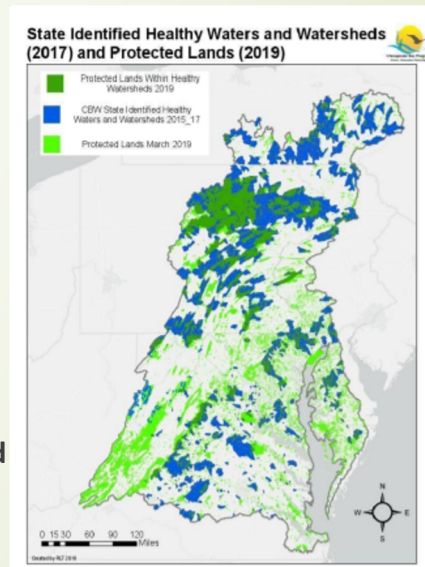 State Identified Healthy Waters and Watersheds
(2017) and Protected Lands (2019)
Protected Lands Within Healthy
Watersheds 2019
CBW State Identified Healthy
Waters and Watersheds 2015_17
Protected Lands March 2019
d
N
W E
S
0 15 30 60 90 120
Miles